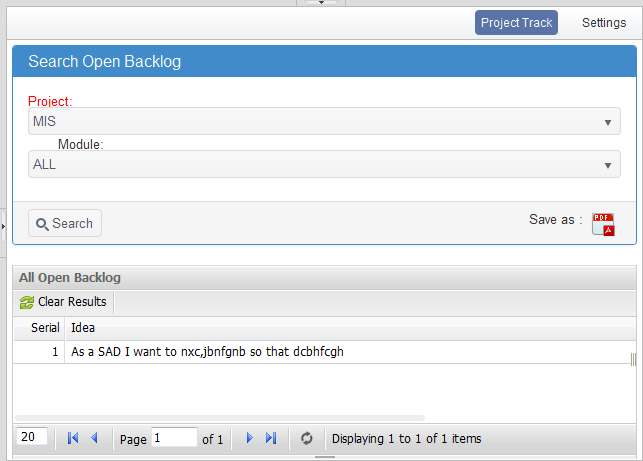 Project Track Settings
Search Open Backlog
Project:
MIS
Module:
ALL
Search Save as : PDF
All Open Backlog
Clear Results
Serial Idea
1 As a SAD I want to nxc,jbnfgnb so that dcbhfcgh
20 Page 1 of 1 Displaying 1 to 1 of 1 items